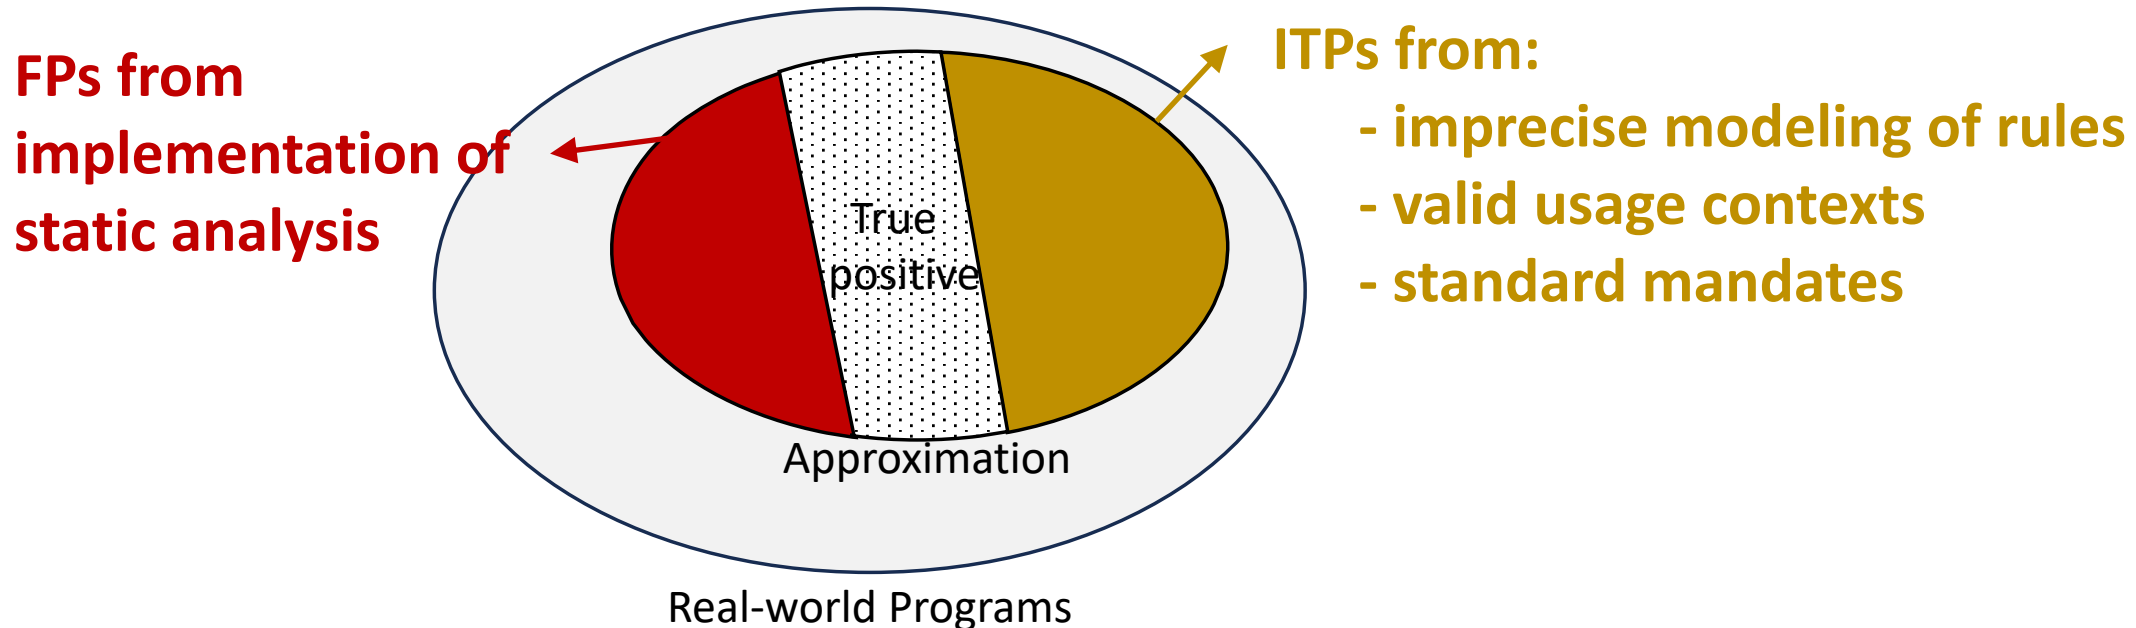 FPs from
implementation of
static analysis
ITPs from:
- imprecise modeling of rules
- valid usage contexts
- standard mandates
True
positive
Approximation
Real-world Programs